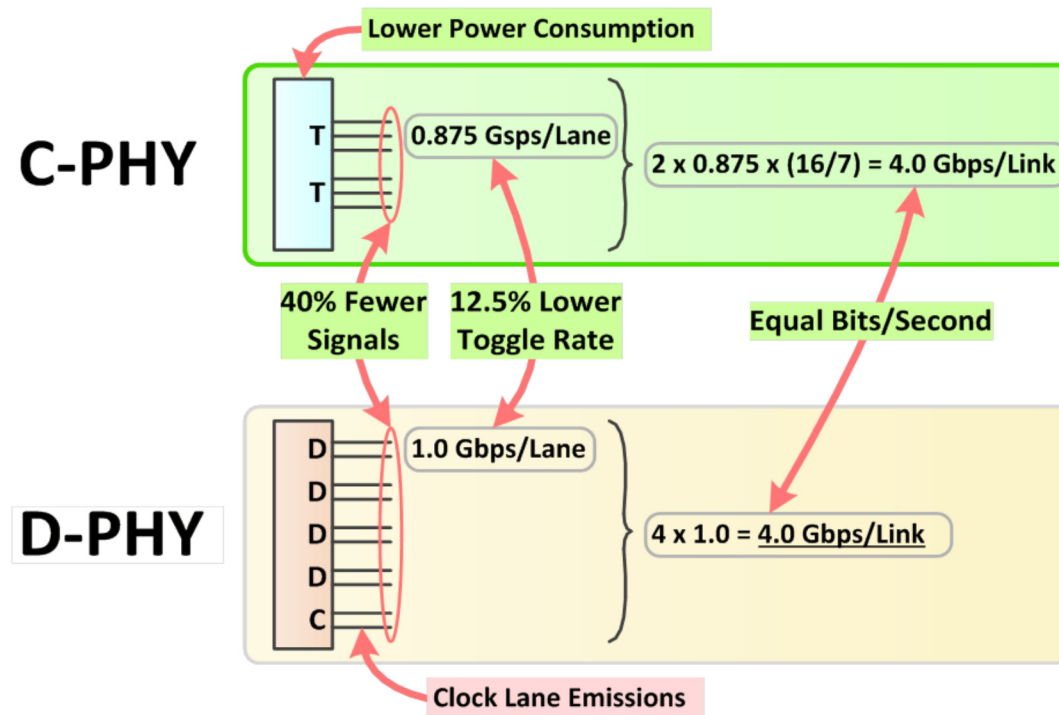 Lower Power Consumption
C-PHY
T
T
0.875 Gsps/Lane
2 x 0.875 x (16/7) = 4.0 Gbps/Link
40% Fewer
Signals
12.5% Lower
Toggle Rate
Equal Bits/Second
D-PHY
D
D
D
D
C
1.0 Gbps/Lane
4 x 1.0 = 4.0 Gbps/Link
Clock Lane Emissions